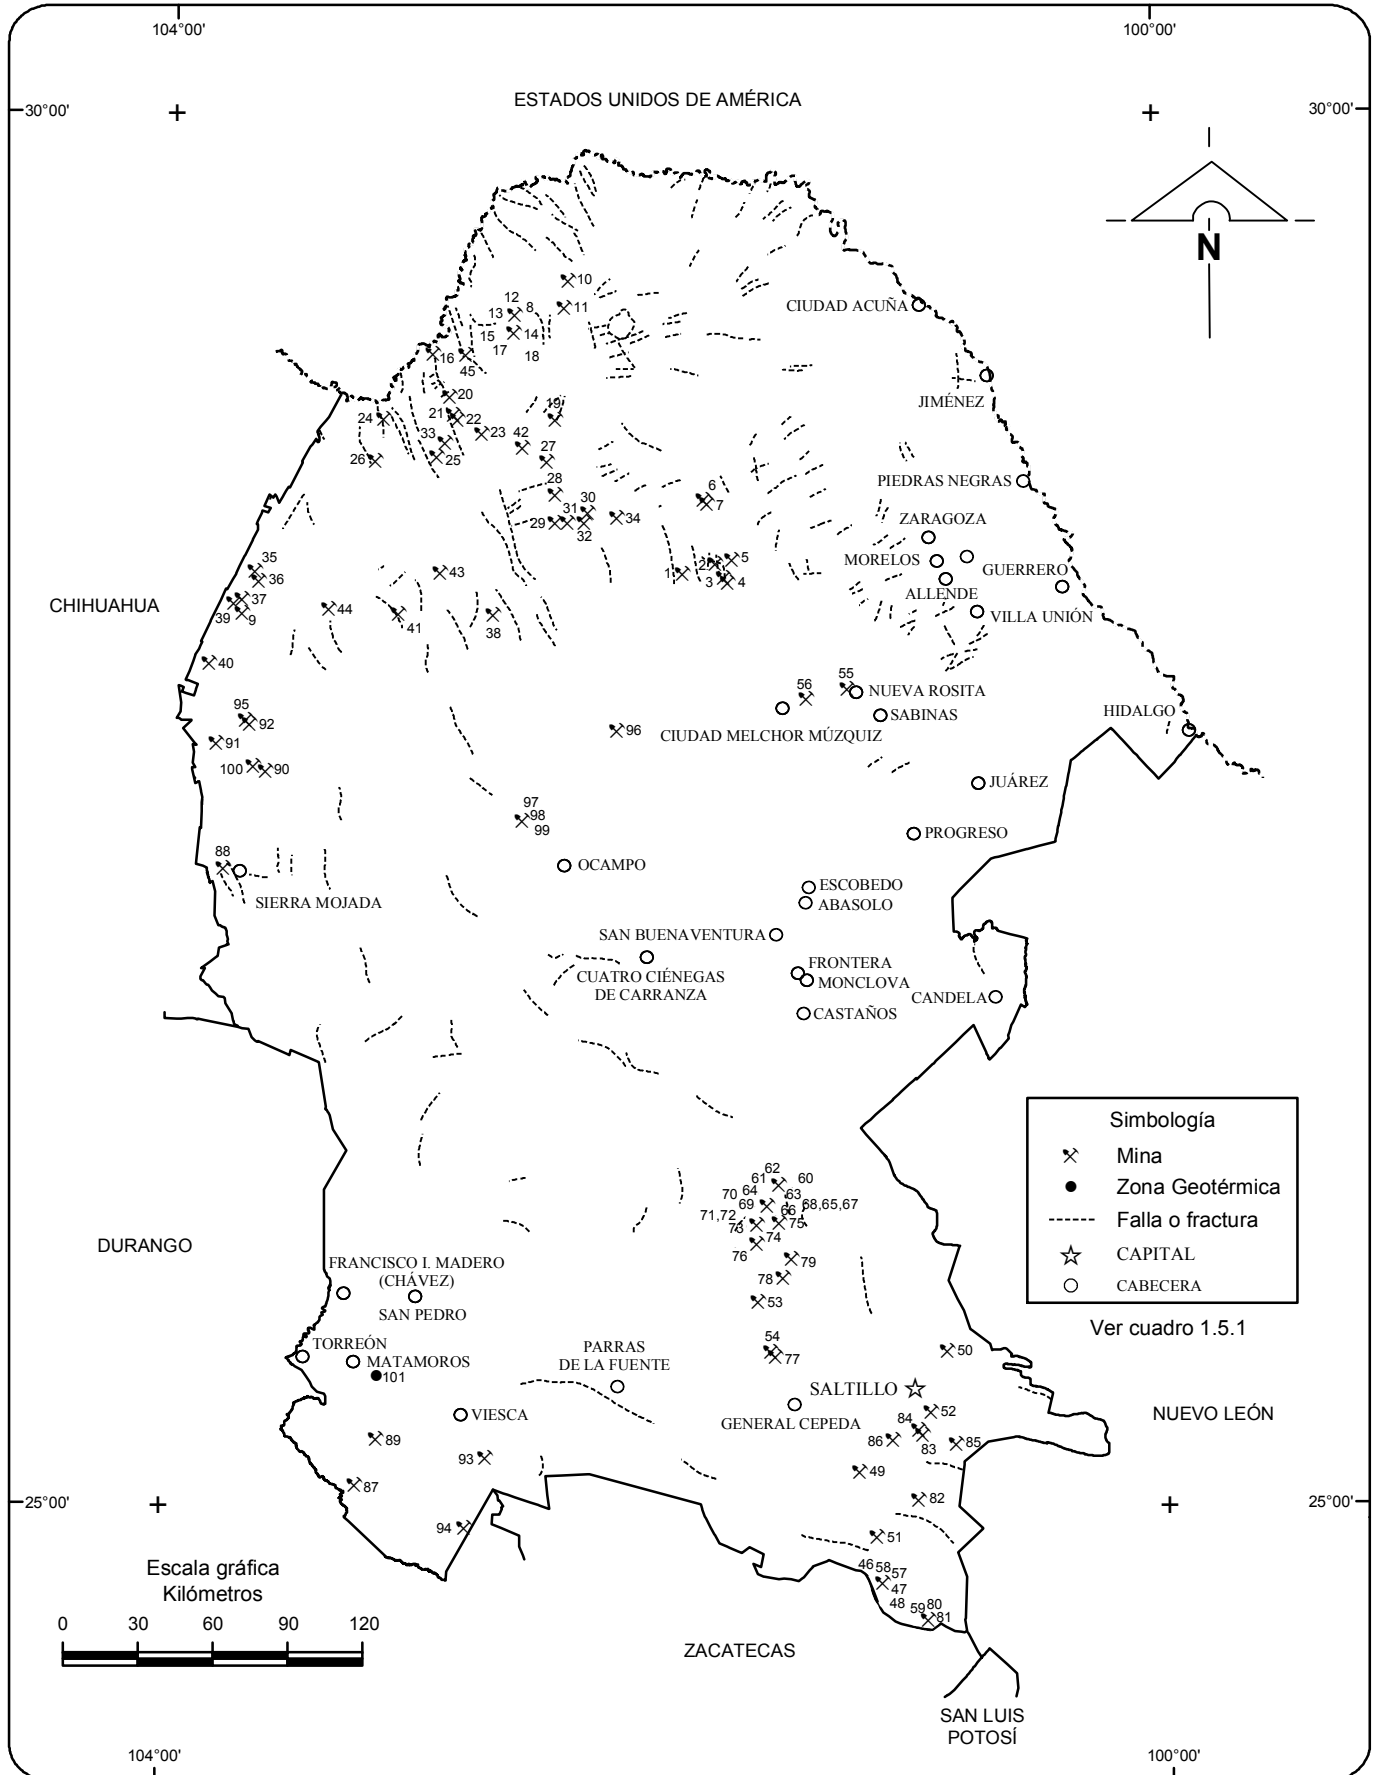 104°00'
100°00'
30°00'
30°00'
ESTADOS UNIDOS DE AMÉRICA
N
10
12
8
11
13
15
14
17
18
16
45
CIUDAD ACUÑA
JIMÉNEZ
20
21
22
24
19
33
23
42
25
26
27
28
30
31
29
32
34
6
7
PIEDRAS NEGRAS
ZARAGOZA
MORELOS
GUERRERO
ALLENDE
VILLA UNIÓN
5
2
1
3
4
35
36
37
39
9
43
44
41
38
CHIHUAHUA
40
95
92
91
100
90
55
56
NUEVA ROSITA
SABINAS
CIUDAD MELCHOR MÚZQUIZ
HIDALGO
96
JUÁREZ
PROGRESO
97
98
99
88
SIERRA MOJADA
OCAMPO
ESCOBEDO
ABASOLO
SAN BUENAVENTURA
CUATRO CIÉNEGAS
DE CARRANZA
FRONTERA
MONCLOVA
CANDELA
CASTAÑOS
Simbología
Mina
Zona Geotérmica
Falla o fractura
CAPITAL
CABECERA
Ver cuadro 1.5.1
62
61
60
70
64
63
69
68,65,67
66
71,72
73
75
74
76
79
78
53
54
77
DURANGO
FRANCISCO I. MADERO
(CHÁVEZ)
SAN PEDRO
TORREÓN
MATAMOROS
101
PARRAS
DE LA FUENTE
VIESCA
SALTILLO
GENERAL CEPEDA
50
52
84
83
86
85
NUEVO LEÓN
89
93
87
94
49
82
51
25°00'
25°00'
46
58
57
47
48
59
80
81
Escala gráfica
Kilómetros
0 30 60 90 120
ZACATECAS
SAN LUIS
POTOSÍ
104°00'
100°00'